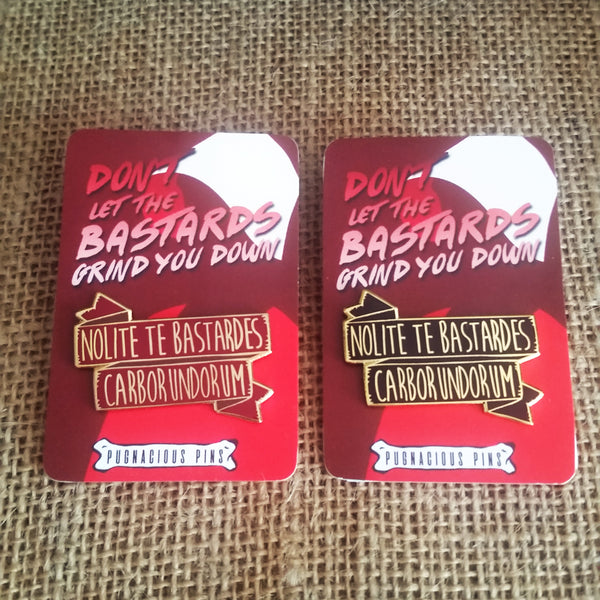 DON'T
LET THE
BASTARDS
GRIND YOU DOWN
NOLITE TE BASTARDES
CARBORUNDORUM
PUGNACIOUS PINS
DON'T
LET THE
BASTARDS
GRIND YOU DOWN
NOLITE TE BASTARDES
CARBORUNDORUM
PUGNACIOUS PINS